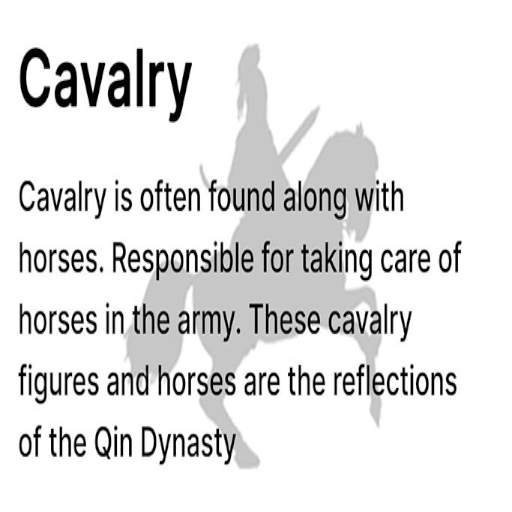 Cavalry
Cavalry is often found along with
horses. Responsible for taking care of
horses in the army. These cavalry
figures and horses are the reflections
of the Qin Dynasty